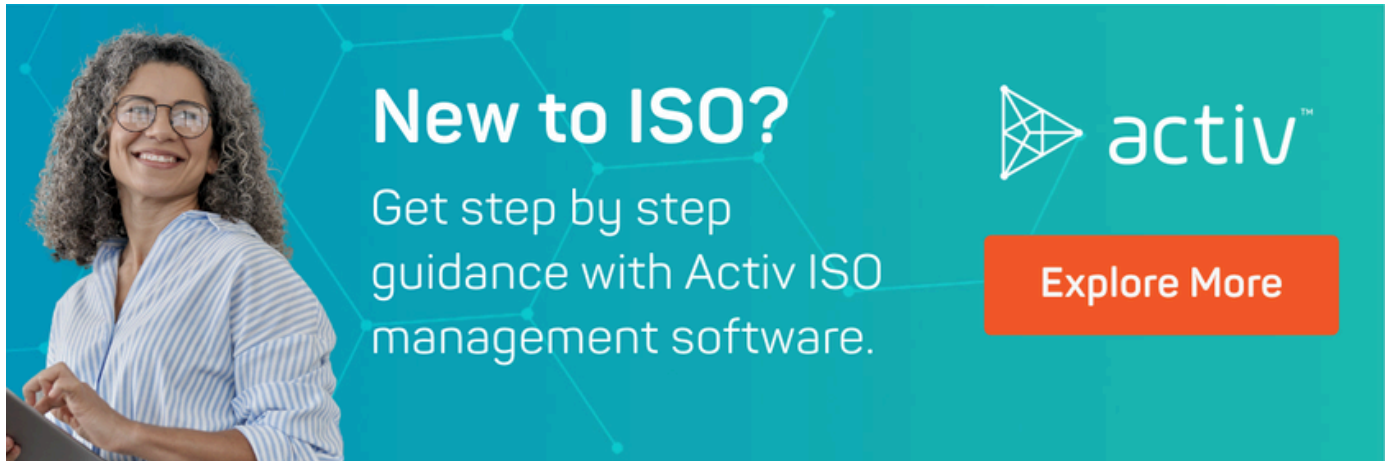 New to ISO?
Get step by step
guidance with Activ ISO
management software.
activ™
Explore More